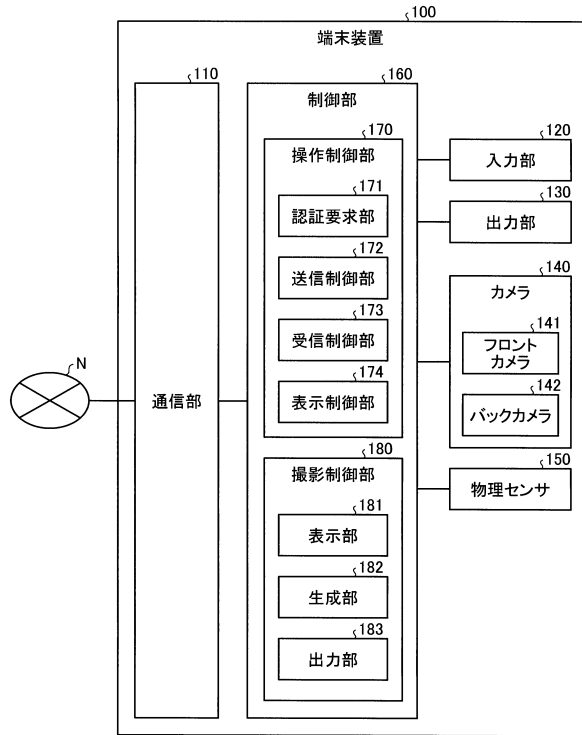 100
端末装置
110
通信部
N
160
制御部
170
操作制御部
171
認証要求部
172
送信制御部
173
受信制御部
174
表示制御部
180
撮影制御部
181
表示部
182
生成部
183
出力部
120
入力部
130
出力部
140
カメラ
141
フロント
カメラ
142
バックカメラ
150
物理センサ